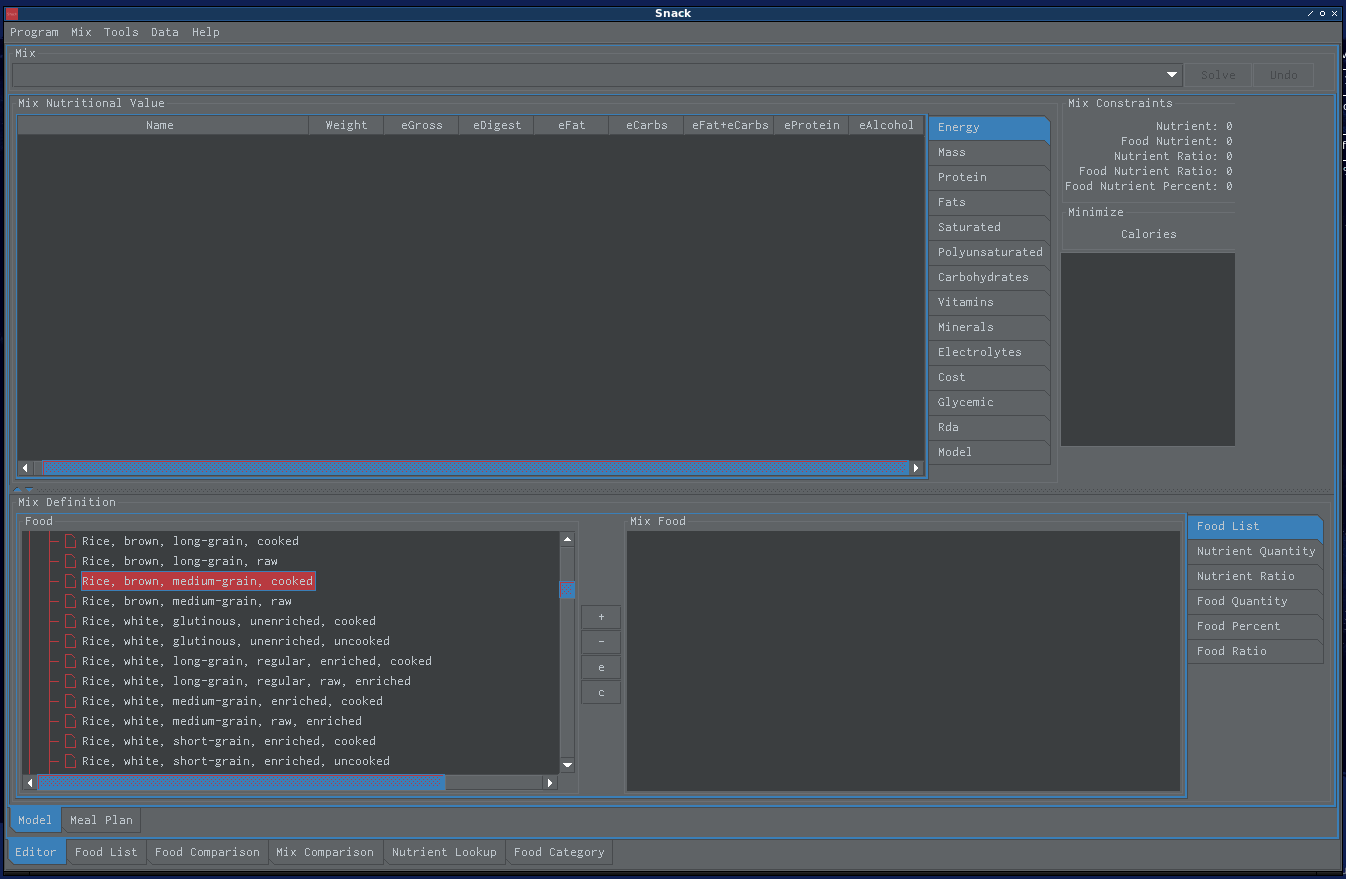 Snack
Program Mix Tools Data Help
Mix
Solve Undo
Mix Nutritional Value
Name Weight eGross eDigest eFat eCarbs eFat+eCarbs eProtein eAlcohol
Energy
Mass
Protein
Fats
Saturated
Polyunsaturated
Carbohydrates
Vitamins
Minerals
Electrolytes
Cost
Glycemic
Rda
Model
Mix Constraints
Nutrient: 0
Food Nutrient: 0
Nutrient Ratio: 0
Food Nutrient Ratio: 0
Food Nutrient Percent: 0
Minimize
Calories
Mix Definition
Food
Rice, brown, long-grain, cooked
Rice, brown, long-grain, raw
Rice, brown, medium-grain, cooked
Rice, brown, medium-grain, raw
Rice, white, glutinous, unenriched, cooked
Rice, white, glutinous, unenriched, uncooked
Rice, white, long-grain, regular, enriched, cooked
Rice, white, long-grain, regular, raw, enriched
Rice, white, medium-grain, enriched, cooked
Rice, white, medium-grain, raw, enriched
Rice, white, short-grain, enriched, cooked
Rice, white, short-grain, enriched, uncooked
+
-
e
c
Mix Food
Food List
Nutrient Quantity
Nutrient Ratio
Food Quantity
Food Percent
Food Ratio
Model Meal Plan
Editor Food List Food Comparison Mix Comparison Nutrient Lookup Food Category